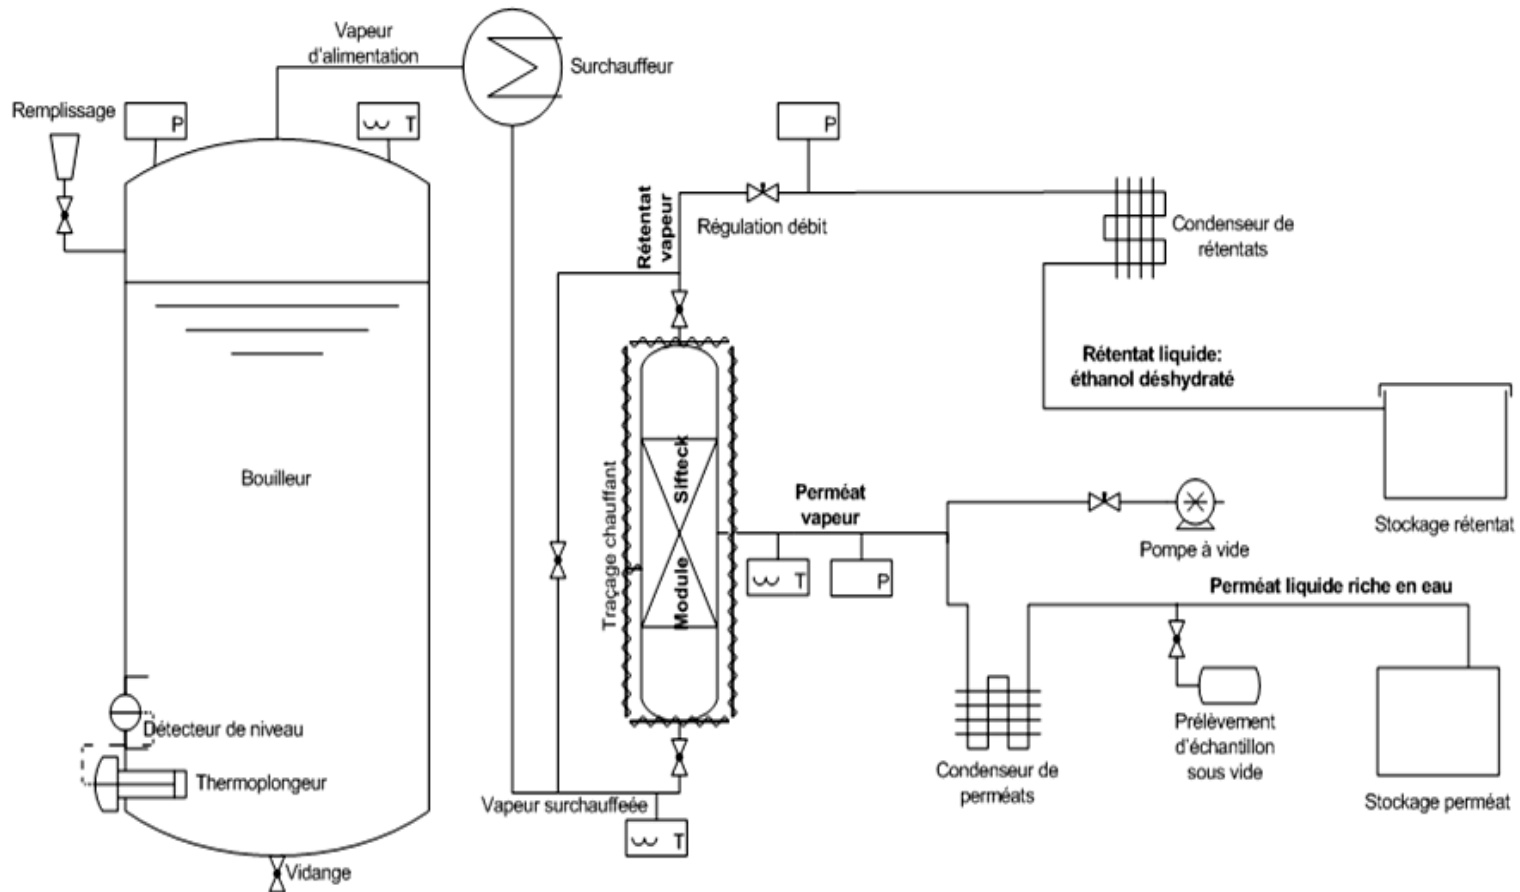 Vapeur
d'alimentation
Surchauffeur
Remplissage
P
T
P
Rétentat
vapeur
Régulation débit
Condenseur de
rétentats
Rétentat liquide:
éthanol déshydraté
Bouilleur
Traçage chauffant
Module Sifteck
Perméat
vapeur
T
P
Pompe à vide
Stockage rétentat
Perméat liquide riche en eau
Détecteur de niveau
Thermoplongeur
Vapeur surchauffeée
T
Condenseur de
perméats
Prélèvement
d'échantillon
sous vide
Stockage perméat
Vidange